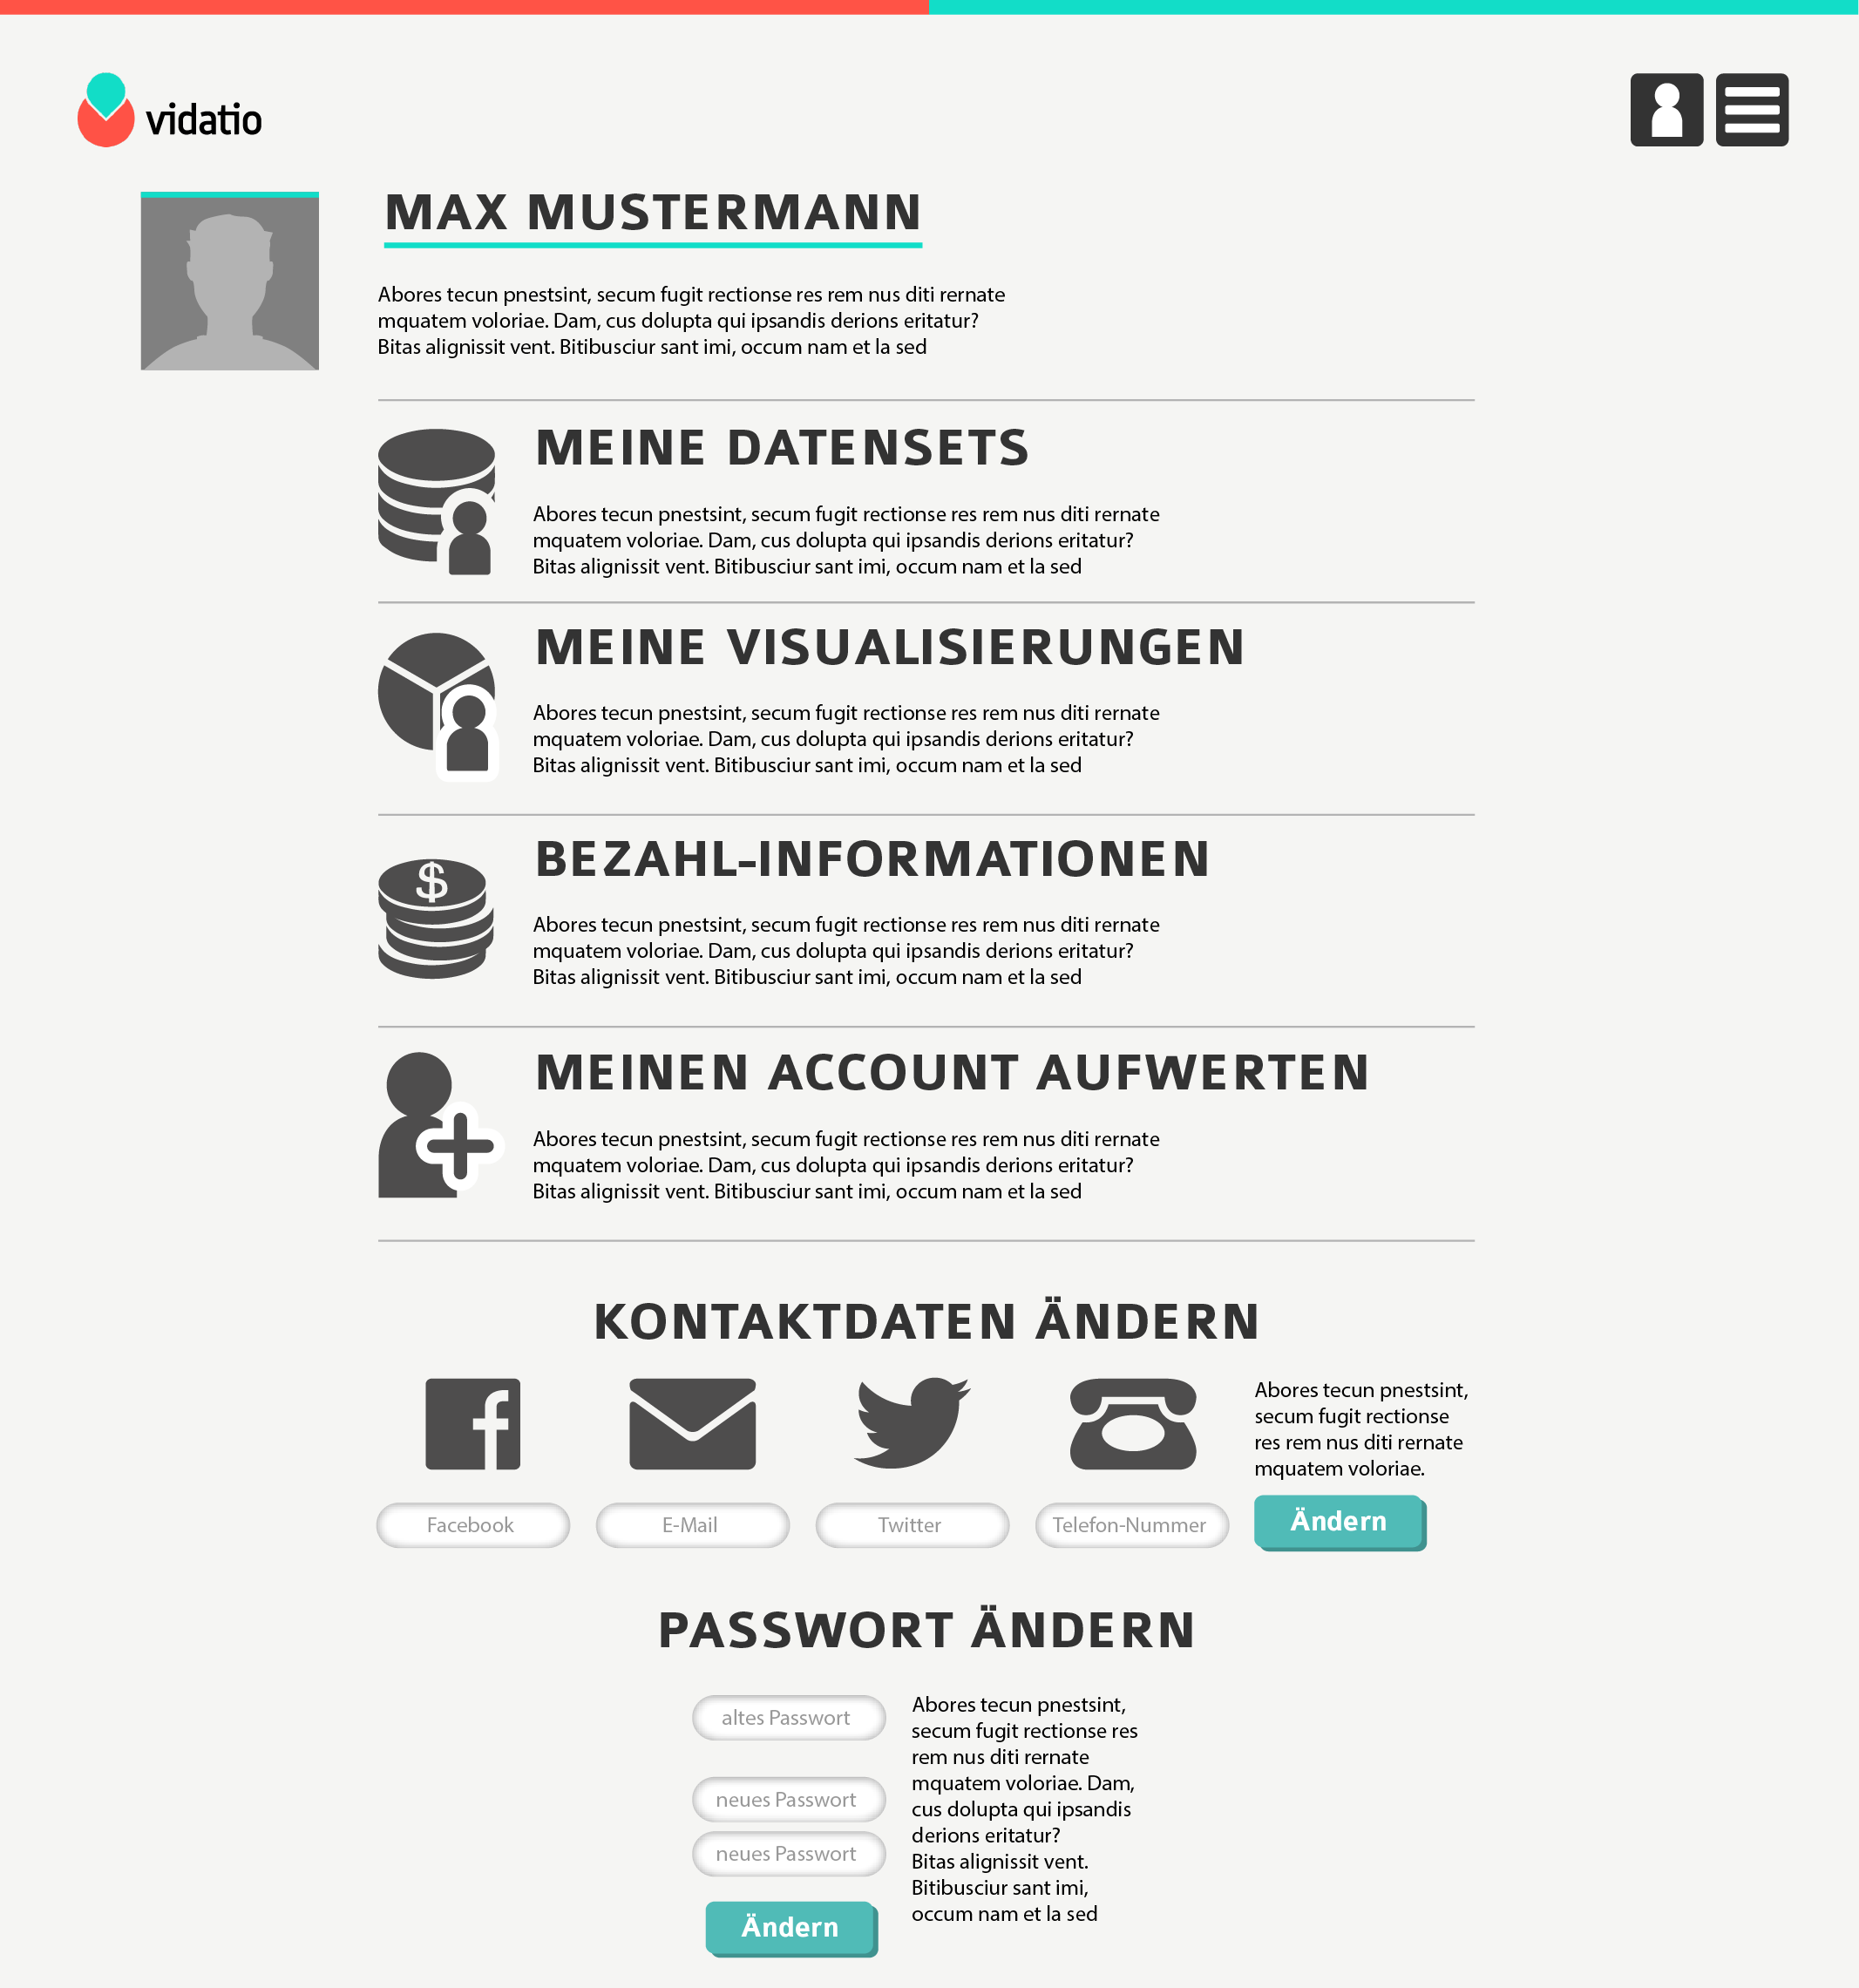 vidatio
MAX MUSTERMANN
Abores tecun pnestsint, secum fugit rectionse res rem nus diti rernate
mquatem voloriae. Dam, cus dolupta qui ipsandis derions eritatur?
Bitas alignissit vent. Bitibusciur sant imi, occum nam et la sed
MEINE DATENSETS
Abores tecun pnestsint, secum fugit rectionse res rem nus diti rernate
mquatem voloriae. Dam, cus dolupta qui ipsandis derions eritatur?
Bitas alignissit vent. Bitibusciur sant imi, occum nam et la sed
MEINE VISUALISIERUNGEN
Abores tecun pnestsint, secum fugit rectionse res rem nus diti rernate
mquatem voloriae. Dam, cus dolupta qui ipsandis derions eritatur?
Bitas alignissit vent. Bitibusciur sant imi, occum nam et la sed
BEZAHL-INFORMATIONEN
$
Abores tecun pnestsint, secum fugit rectionse res rem nus diti rernate
mquatem voloriae. Dam, cus dolupta qui ipsandis derions eritatur?
Bitas alignissit vent. Bitibusciur sant imi, occum nam et la sed
MEINEN ACCOUNT AUFWERTEN
Abores tecun pnestsint, secum fugit rectionse res rem nus diti rernate
mquatem voloriae. Dam, cus dolupta qui ipsandis derions eritatur?
Bitas alignissit vent. Bitibusciur sant imi, occum nam et la sed
KONTAKTDATEN ÄNDERN
Facebook
E-Mail
Twitter
Telefon-Nummer
Abores tecun pnestsint,
secum fugit rectionse
res rem nus diti rernate
mquatem voloriae.
Ändern
PASSWORT ÄNDERN
altes Passwort
neues Passwort
neues Passwort
Ändern
Abores tecun pnestsint,
secum fugit rectionse res
rem nus diti rernate
mquatem voloriae. Dam,
cus dolupta qui ipsandis
derions eritatur?
Bitas alignissit vent.
Bitibusciur sant imi,
occum nam et la sed